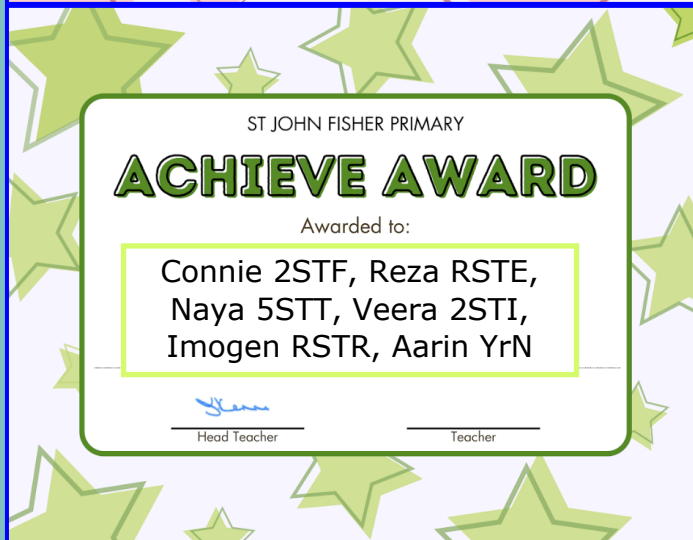 ST JOHN FISHER PRIMARY
ACHIEVE AWARD
Awarded to:
Connie 2STF, Reza RSTE,
Naya 5STT, Veera 2STI,
Imogen RSTR, Aarin YrN
Head Teacher
Teacher